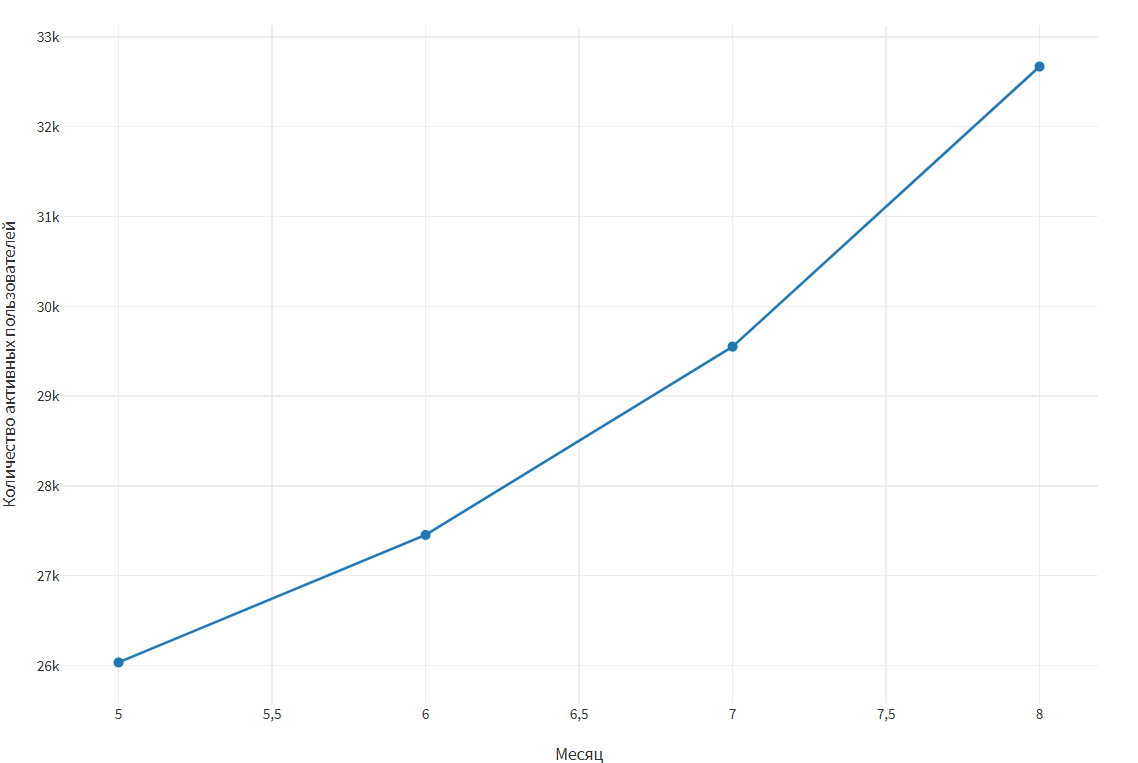 33k
32k
31k
30k
29k
28k
27k
26k
Количество активных пользователей
5 5,5 6 6,5 7 7,5 8
Месяц